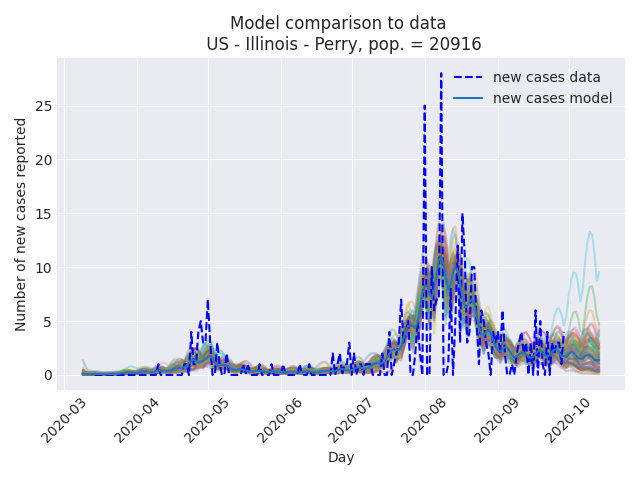 Model comparison to data
US - Illinois - Perry, pop. = 20916
new cases data
new cases model
Number of new cases reported
25
20
15
10
5
0
2020-03
2020-04
2020-05
2020-06
2020-07
2020-08
2020-09
2020-10
Day